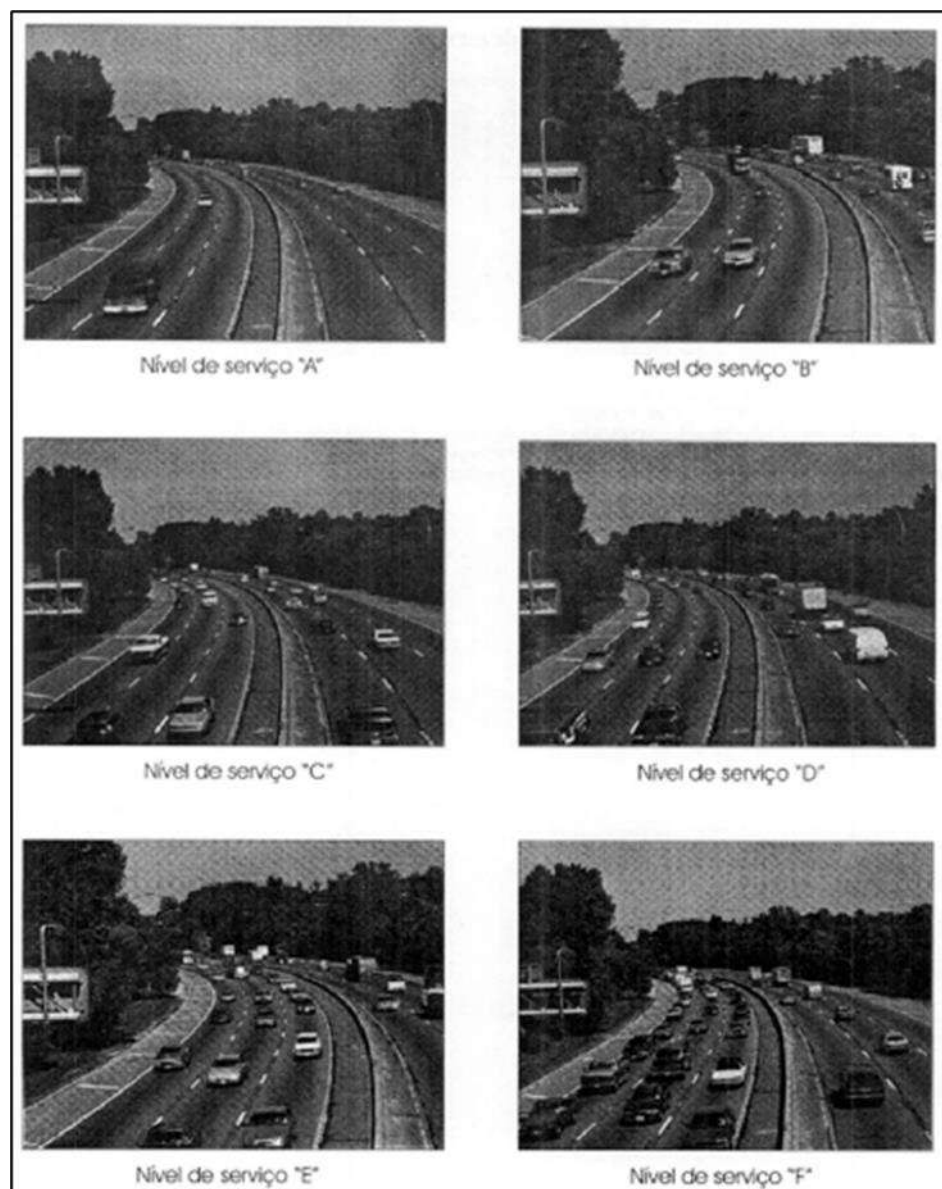 Nível de serviço "A"
Nível de serviço "B"
Nível de serviço "C"
Nível de serviço "D"
Nível de serviço "E"
Nível de serviço "F"